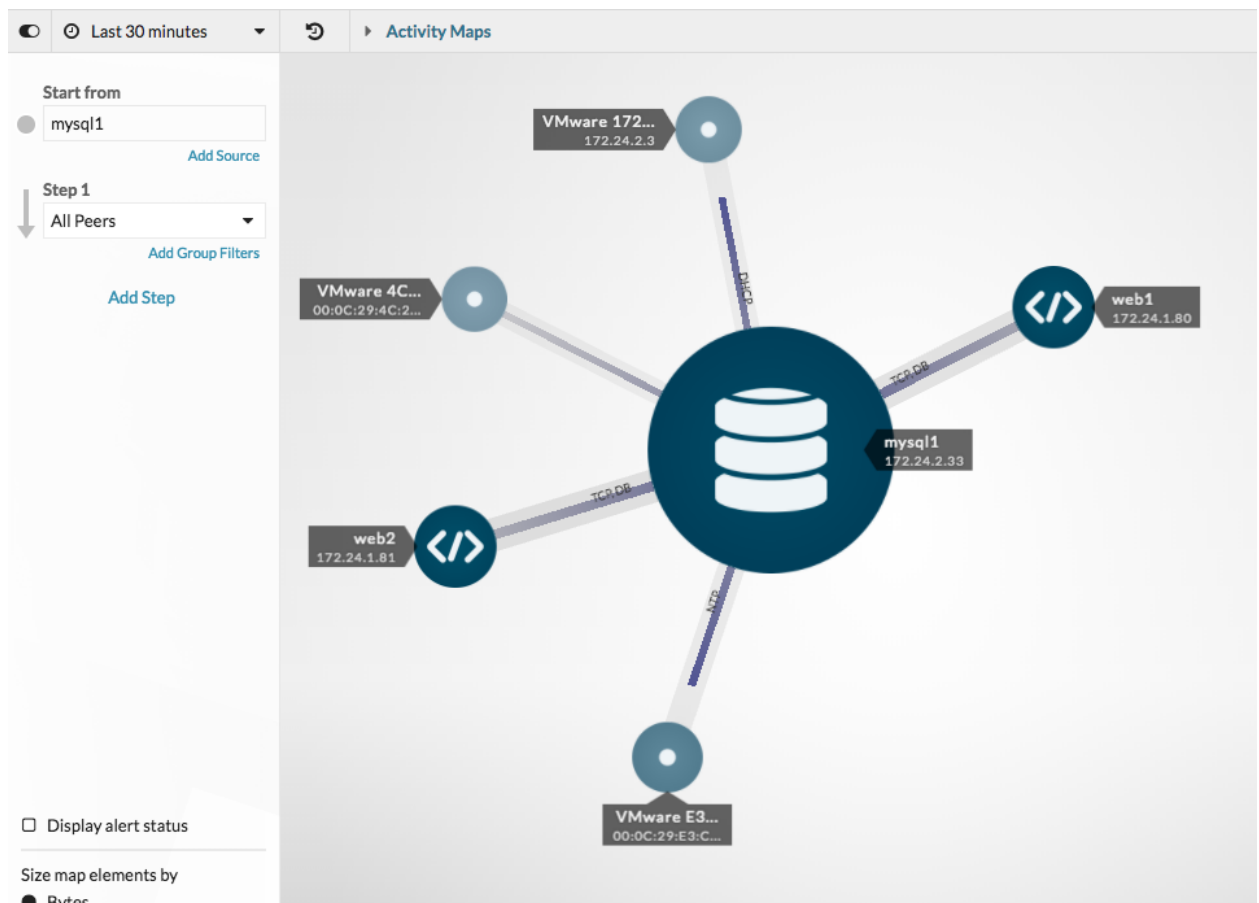 Last 30 minutes
Activity Maps
Start from
mysql1
Add Source
Step 1
All Peers
Add Group Filters
Add Step
Display alert status
Size map elements by
Bytes
VMware 172...
172.24.2.3
DHCP
VMware 4C...
00:0C:29:4C:2...
web1
172.24.1.80
TCP,DB
mysql1
172.24.2.33
TCP,DB
web2
172.24.1.81
NTP
VMware E3...
00:0C:29:E3:C...